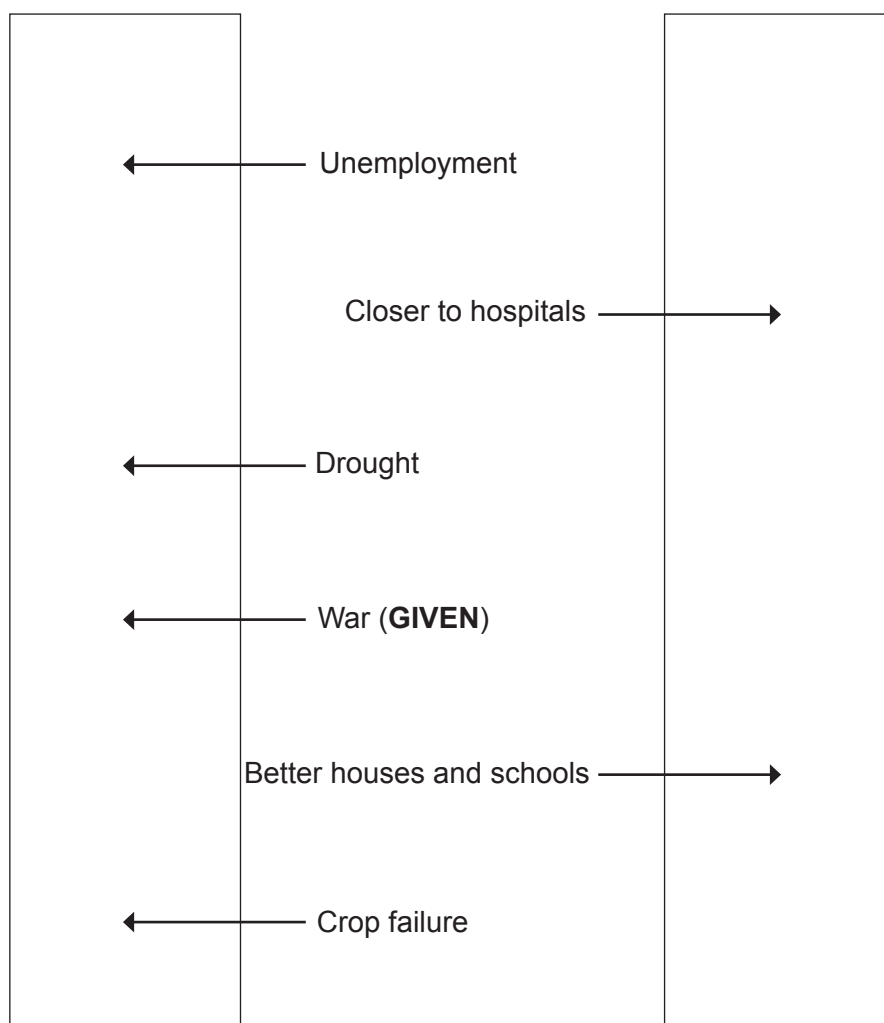 Unemployment
Closer to hospitals
Drought
War (GIVEN)
Better houses and schools
Crop failure